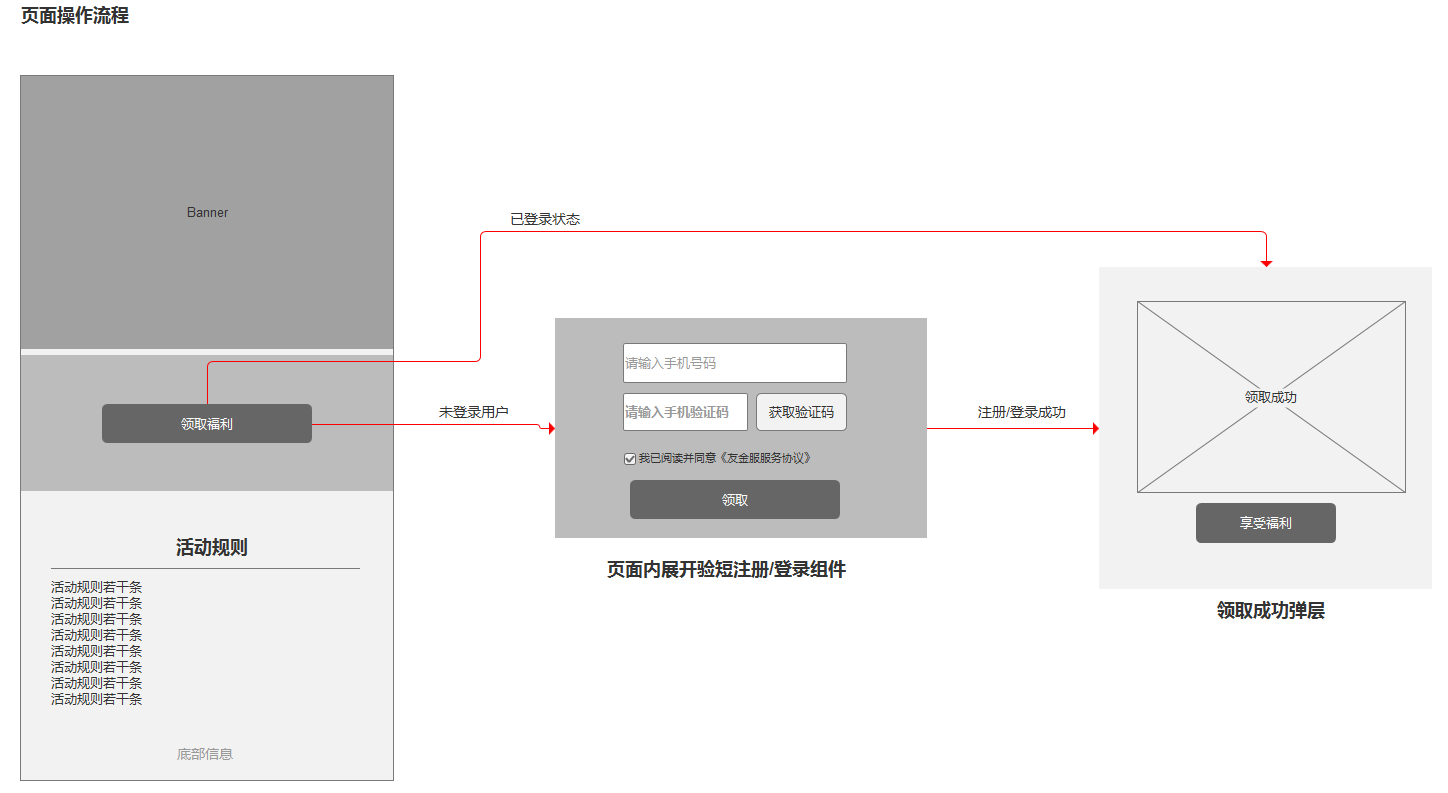 页面操作流程
Banner
领取福利
活动规则
活动规则若干条
活动规则若干条
活动规则若干条
活动规则若干条
活动规则若干条
活动规则若干条
活动规则若干条
活动规则若干条
底部信息
已登录状态
未登录用户
请输入手机号码
请输入手机验证码
获取验证码
我已阅读并同意《友金服服务协议》
领取
页面内展开验短注册/登录组件
注册/登录成功
领取成功
享受福利
领取成功弹层